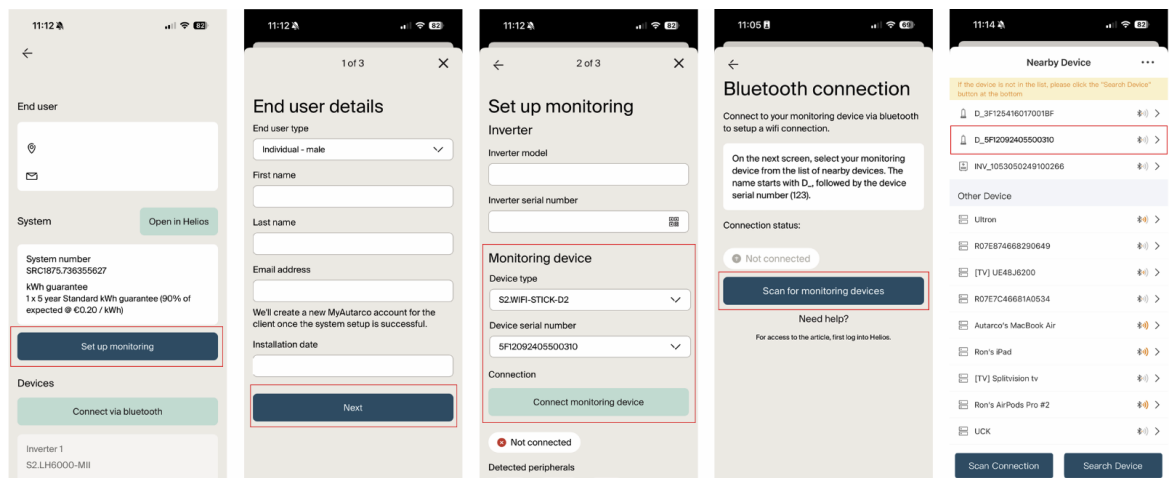 11:12
82
End user
System
Open in Helios
System number
SRC1875.736355627
kWh guarantee
1 x 5 year Standard kWh guarantee (90% of
expected @ €0.20 / kWh)
Set up monitoring
Devices
Connect via bluetooth
Inverter 1
S2.LH6000-MII
11:12
82
1 of 3
End user details
End user type
Individual - male
First name
Last name
Email address
We'll create a new MyAutarco account for the
client once the system setup is successful.
Installation date
Next
11:12
82
2 of 3
Set up monitoring
Inverter
Inverter model
Inverter serial number
Monitoring device
Device type
S2.WIFI-STICK-D2
Device serial number
5F12092405500310
Connection
Connect monitoring device
Not connected
Detected peripherals
11:05
69
Bluetooth connection
Connect to your monitoring device via bluetooth
to setup a wifi connection.
On the next screen, select your monitoring
device from the list of nearby devices. The
name starts with D_, followed by the device
serial number (123).
Connection status:
Not connected
Scan for monitoring devices
Need help?
For access to the article, first log into Helios.
11:14
82
Nearby Device
If the device is not in the list, please click the "Search Device"
button at the bottom
D_3F125416017001BF
D_5F12092405500310
INV_1053050249100266
Other Device
Ultron
R07E874668290649
[TV] UE48J6200
R07E7C46681A0534
Autarco's MacBook Air
Ron's iPad
[TV] Splitvision tv
Ron's AirPods Pro #2
UCK
Scan Connection
Search Device